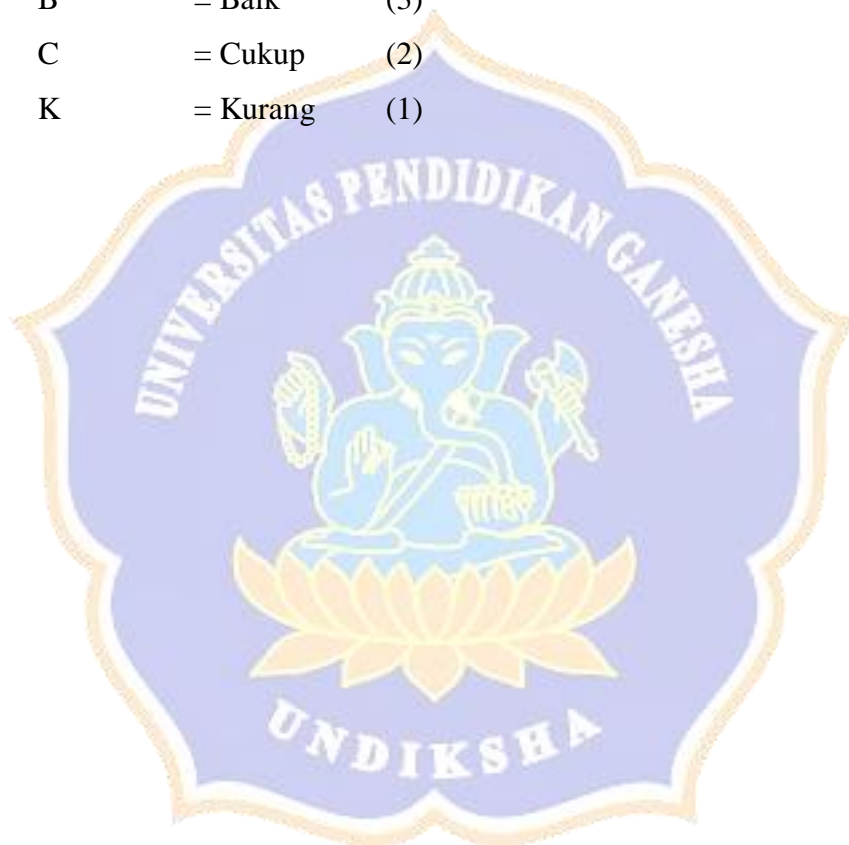 B = Baik (3)
C = Cukup (2)
K = Kurang (1)
UNIVERSITAS PENDIDIKAN GANESHA
UNDIKSHA